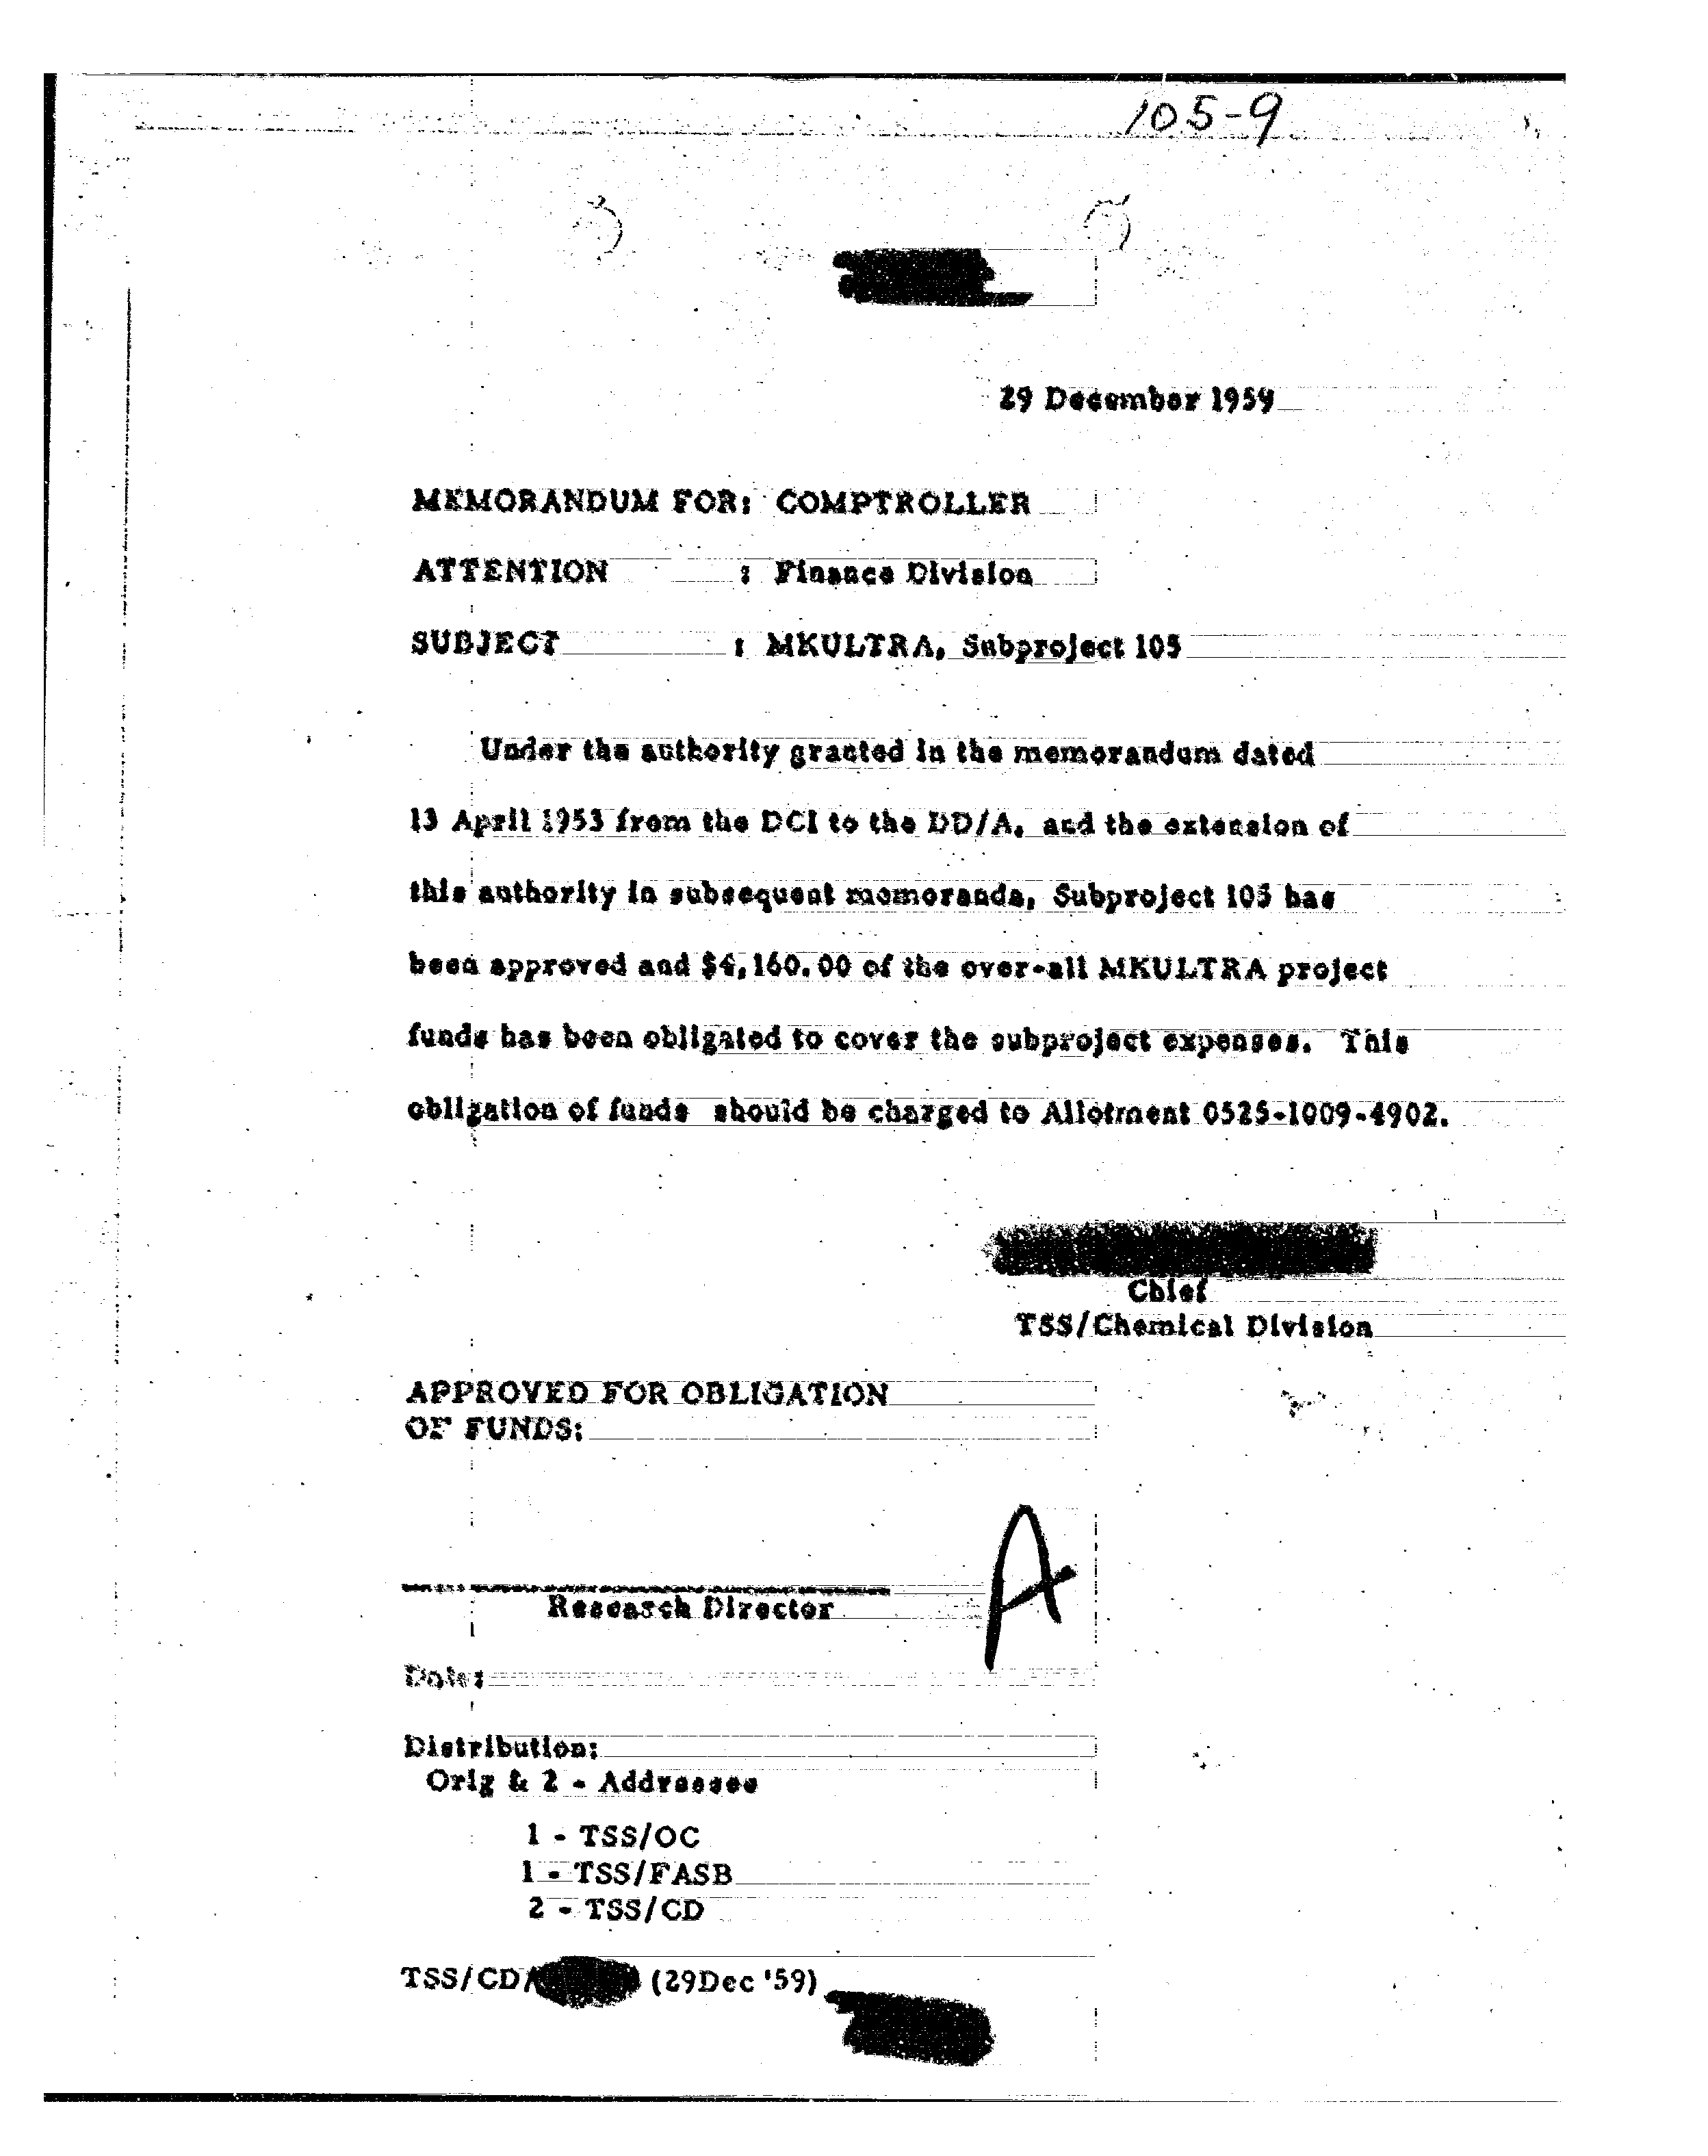 105-9
29 December 1959
MEMORANDUM FOR: COMPTROLLER
ATTENTION : Finance Division
SUBJECT : MKULTRA, Subproject 105
Under the authority granted in the memorandum dated
13 April 1953 from the DCI to the DD/A, and the extension of
this authority in subsequent memoranda, Subproject 105 has
been approved and $4,160.00 of the over-all MKULTRA project
funds has been obligated to cover the subproject expenses. This
obligation of funds should be charged to Allotment 0525-1009-4902.
Chief
TSS/Chemical Division
APPROVED FOR OBLIGATION
OF FUNDS:
A
Research Director
Date:
Distribution:
Orig & 2 - Addressee
1 - TSS/OC
1 - TSS/FASB
2 - TSS/CD
TSS/CD/ (29Dec '59)